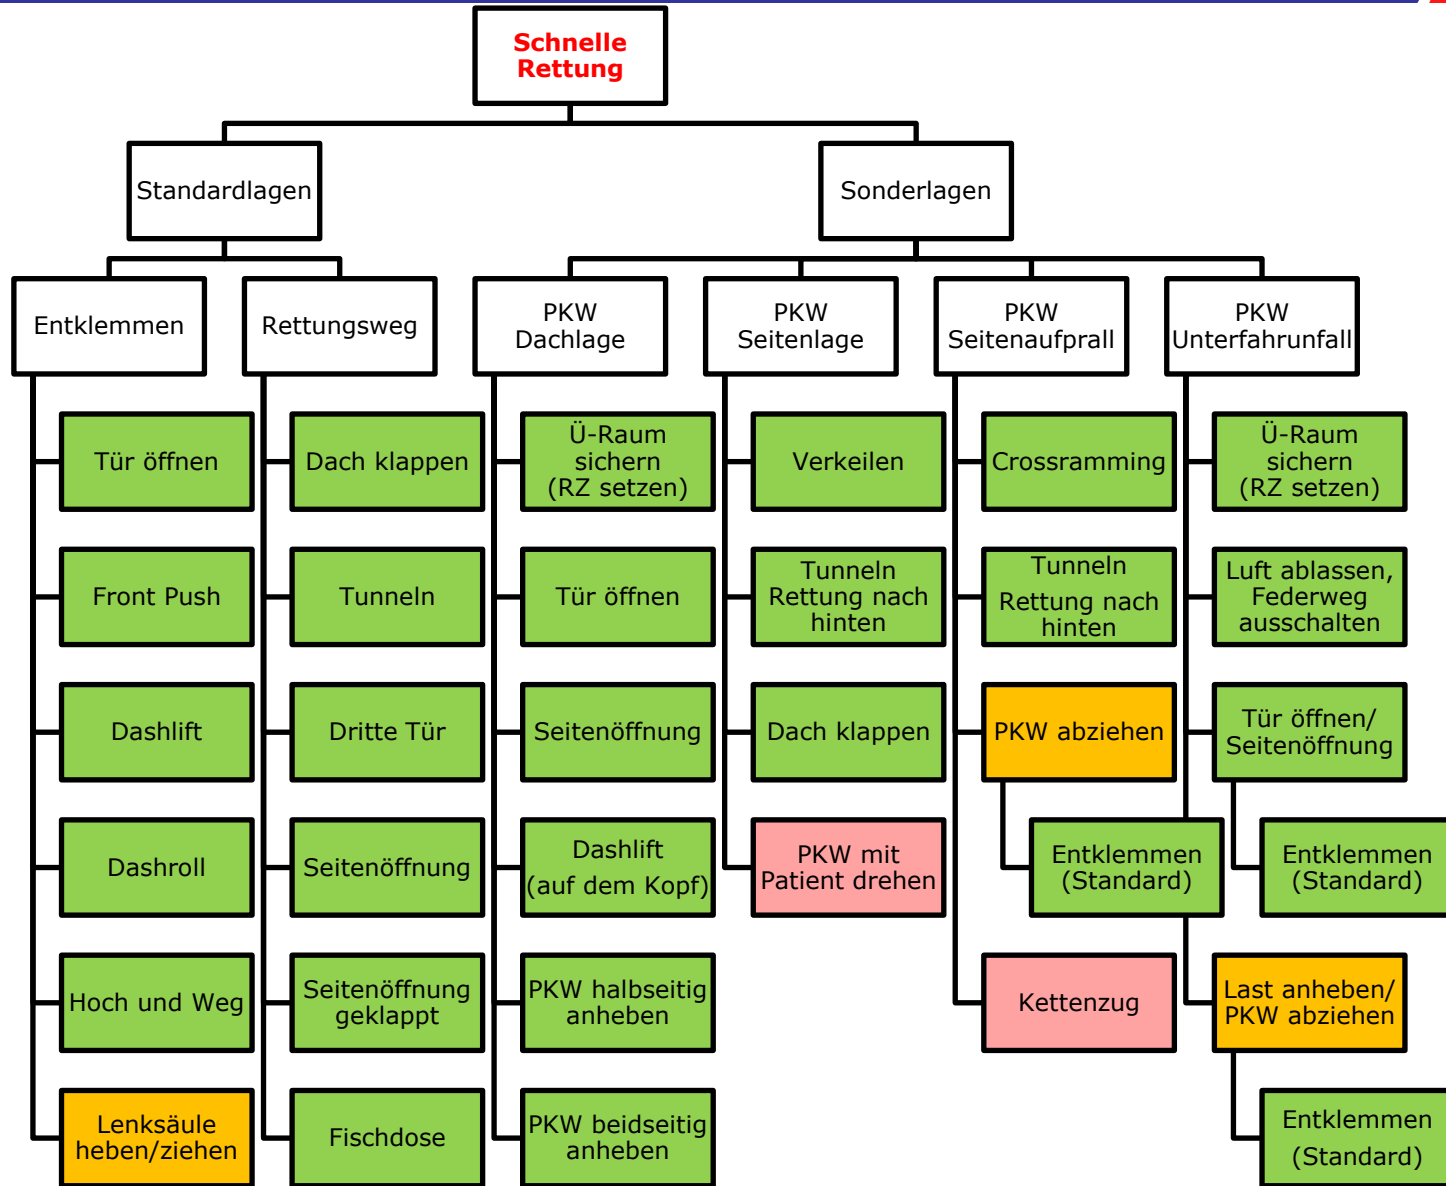 Schnelle
Rettung
Standardlagen
Sonderlagen
Entklemmen
Rettungsweg
PKW
Dachlage
PKW
Seitenlage
PKW
Seitenaufprall
PKW
Unterfahrunfall
Tür öffnen
Dach klappen
Ü-Raum
sichern
(RZ setzen)
Verkeilen
Crossramming
Ü-Raum
sichern
(RZ setzen)
Front Push
Tunneln
Tür öffnen
Tunneln
Rettung nach
hinten
Tunneln
Rettung nach
hinten
Luft ablassen,
Federweg
ausschalten
Dashlift
Dritte Tür
Seitenöffnung
Dach klappen
PKW abziehen
Tür öffnen/
Seitenöffnung
Dashroll
Seitenöffnung
Dashlift
(auf dem Kopf)
PKW mit
Patient drehen
Entklemmen
(Standard)
Entklemmen
(Standard)
Hoch und Weg
Seitenöffnung
geklappt
PKW halbseitig
anheben
Kettenzug
Last anheben/
PKW abziehen
Lenksäule
heben/ziehen
Fischdose
PKW beidseitig
anheben
Entklemmen
(Standard)